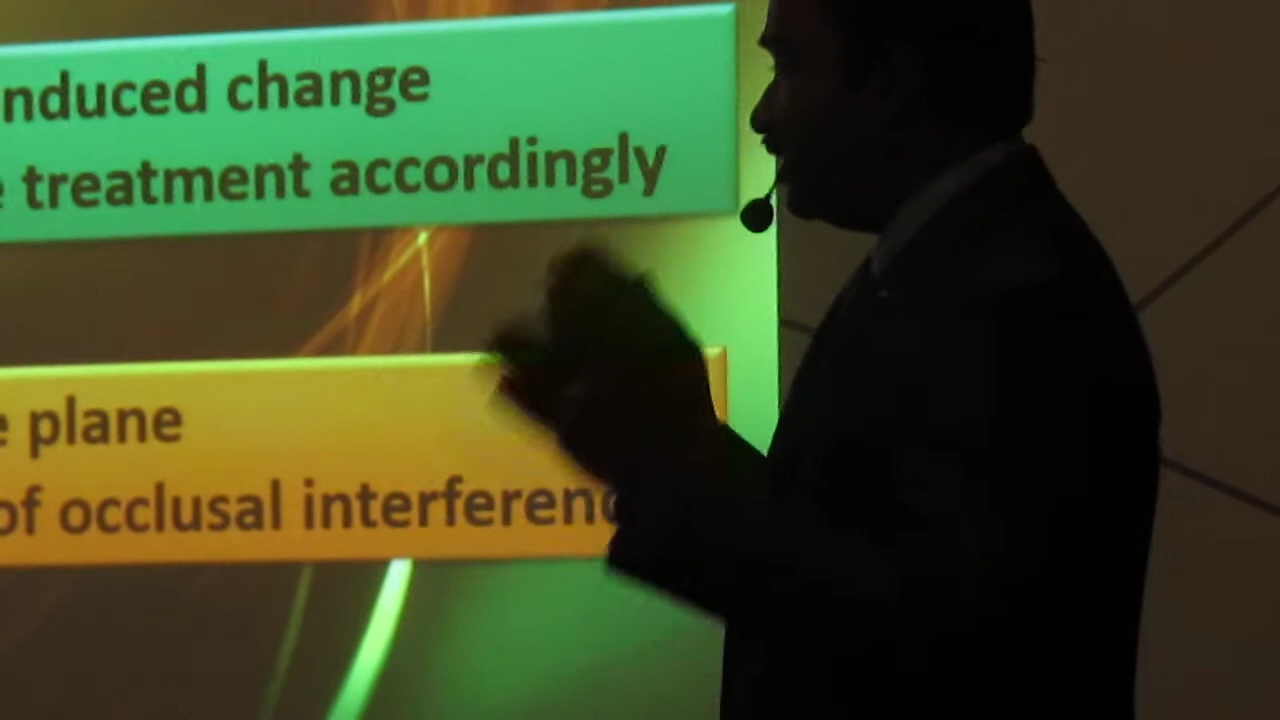 nduced change
e treatment accordingly
e plane
of occlusal interferenc